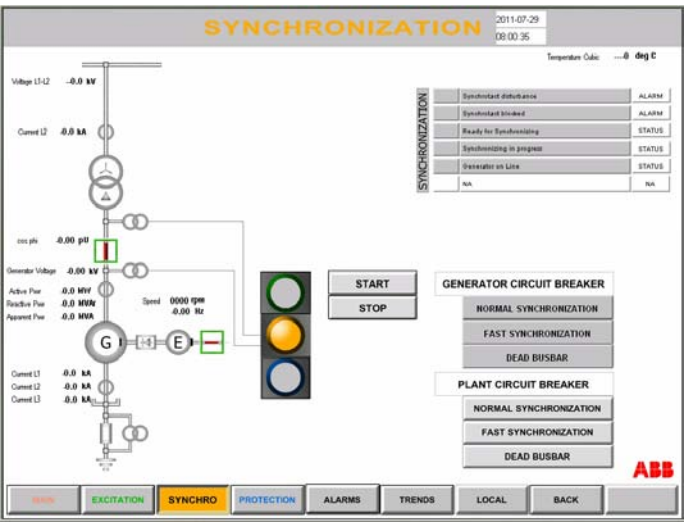 SYNCHRONIZATION
2011-07-29
08:00:35
Temperature Cubic ---.0 deg C
Voltage L1-L2 -0.0 kV
Current L2 -0.0 kA
cos phi -0.00 pU
Generator Voltage -0.00 kV
Active Pwr -0.0 MW
Reactive Pwr -0.0 MVAr
Apparent Pwr -0.0 MVA
Speed 0000 rpm
-0.00 Hz
G
E
Current L1 -0.0 kA
Current L2 -0.0 kA
Current L3 -0.0 kA
SYNCHRONIZATION
Synchrotact disturbance ALARM
Synchrotact blocked ALARM
Ready for Synchronizing STATUS
Synchronizing in progress STATUS
Generator on Line STATUS
NA NA
START
STOP
GENERATOR CIRCUIT BREAKER
NORMAL SYNCHRONIZATION
FAST SYNCHRONIZATION
DEAD BUSBAR
PLANT CIRCUIT BREAKER
NORMAL SYNCHRONIZATION
FAST SYNCHRONIZATION
DEAD BUSBAR
ABB
MAIN EXCITATION SYNCHRO PROTECTION ALARMS TRENDS LOCAL BACK